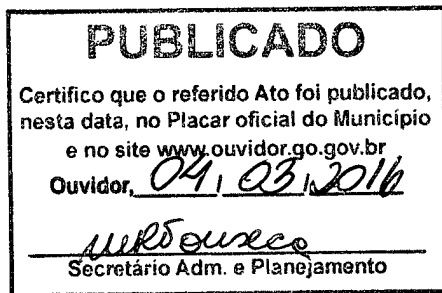 PUBLICADO
Certifico que o referido Ato foi publicado,
nesta data, no Placar oficial do Município
e no site www.ouvidor.go.gov.br
Ouvidor, 04, 03, 2016
Secretário Adm. e Planejamento